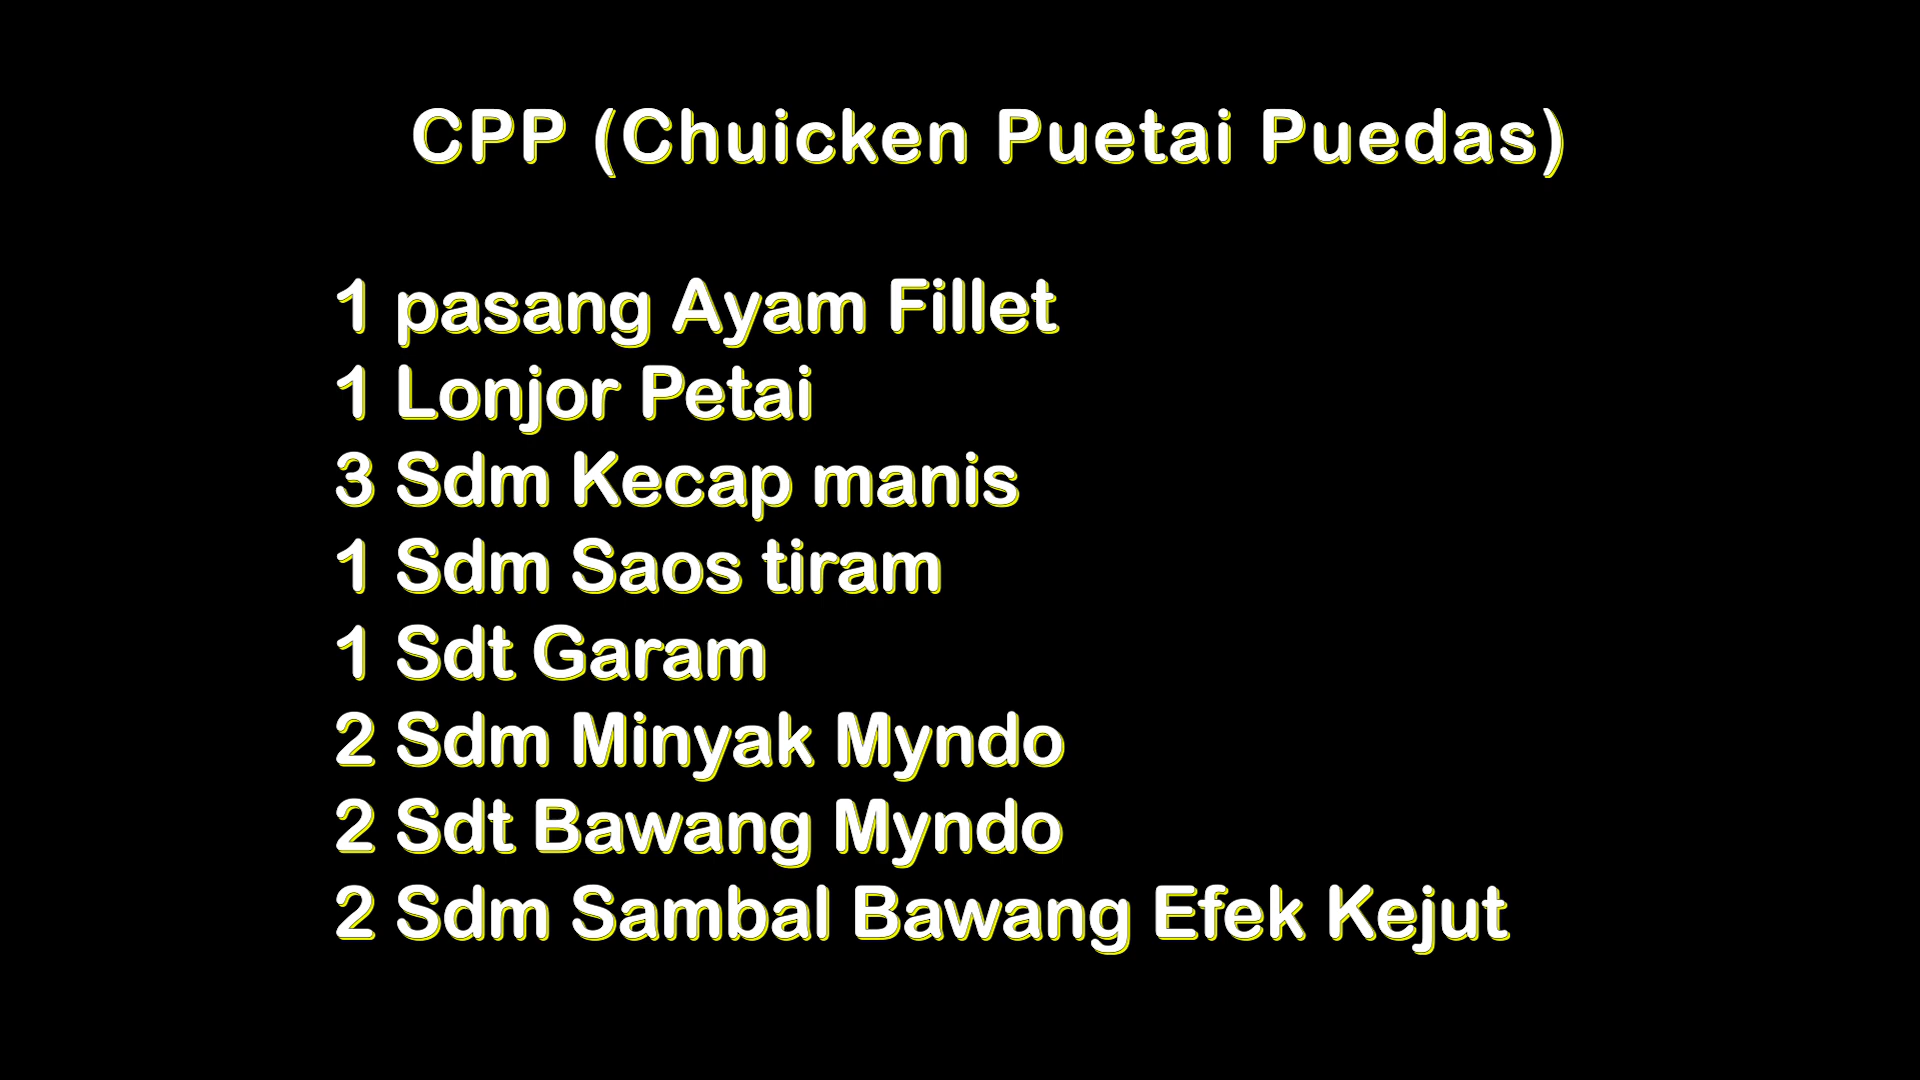 CPP (Chuicken Puetai Puedas)
1 pasang Ayam Fillet
1 Lonjor Petai
3 Sdm Kecap manis
1 Sdm Saos tiram
1 Sdt Garam
2 Sdm Minyak Myndo
2 Sdt Bawang Myndo
2 Sdm Sambal Bawang Efek Kejut